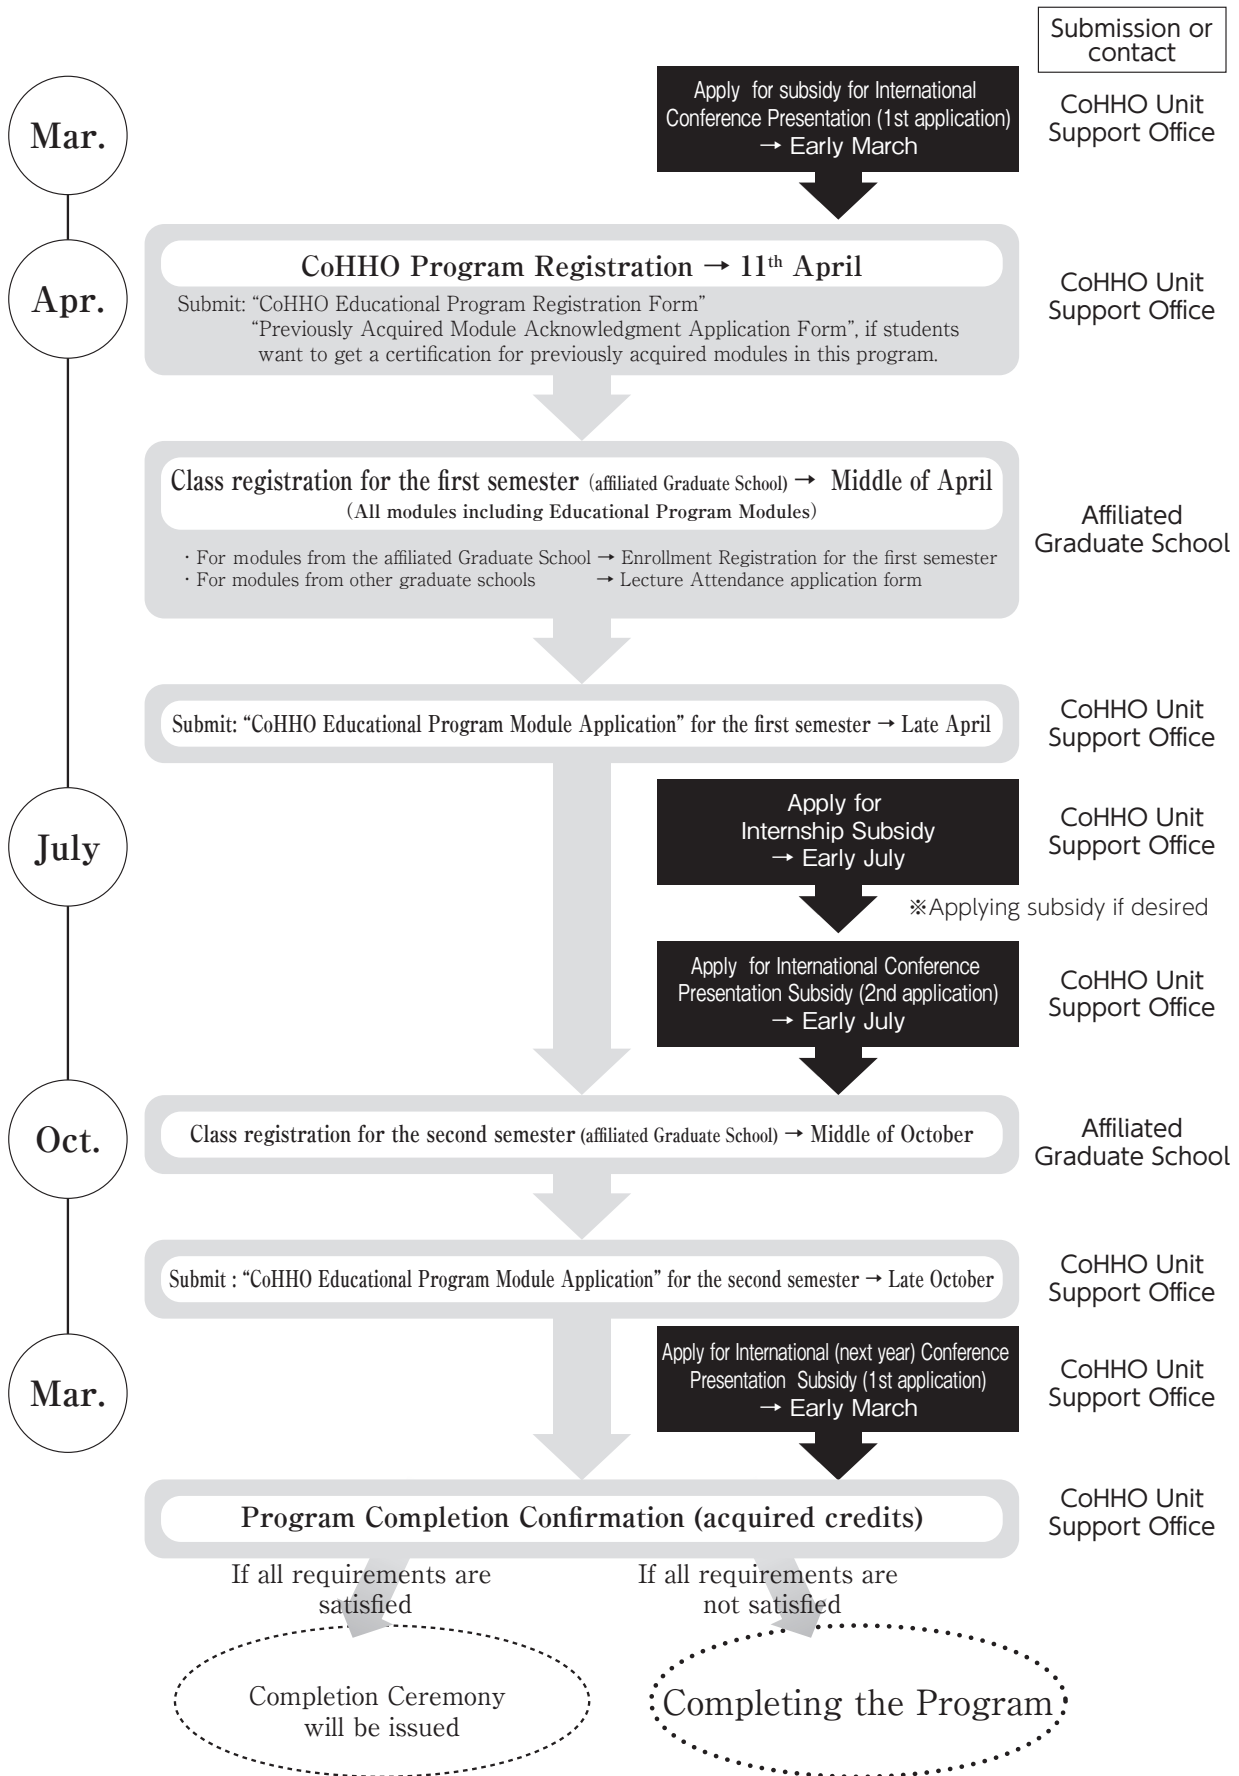 Submission or
contact
Mar.
Apply for subsidy for International
Conference Presentation (1st application)
→ Early March
CoHHO Unit
Support Office
Apr.
CoHHO Program Registration → 11th April
Submit: “CoHHO Educational Program Registration Form”
“Previously Acquired Module Acknowledgment Application Form”, if students
want to get a certification for previously acquired modules in this program.
CoHHO Unit
Support Office
Class registration for the first semester (affiliated Graduate School) → Middle of April
(All modules including Educational Program Modules)
・For modules from the affiliated Graduate School → Enrollment Registration for the first semester
・For modules from other graduate schools → Lecture Attendance application form
Affiliated
Graduate School
Submit: “CoHHO Educational Program Module Application” for the first semester → Late April
CoHHO Unit
Support Office
July
Apply for
Internship Subsidy
→ Early July
CoHHO Unit
Support Office
※Applying subsidy if desired
Apply for International Conference
Presentation Subsidy (2nd application)
→ Early July
CoHHO Unit
Support Office
Oct.
Class registration for the second semester (affiliated Graduate School) → Middle of October
Affiliated
Graduate School
Submit : “CoHHO Educational Program Module Application” for the second semester → Late October
CoHHO Unit
Support Office
Mar.
Apply for International (next year) Conference
Presentation Subsidy (1st application)
→ Early March
CoHHO Unit
Support Office
Program Completion Confirmation (acquired credits)
CoHHO Unit
Support Office
If all requirements are
satisfied
If all requirements are
not satisfied
Completion Ceremony
will be issued
Completing the Program